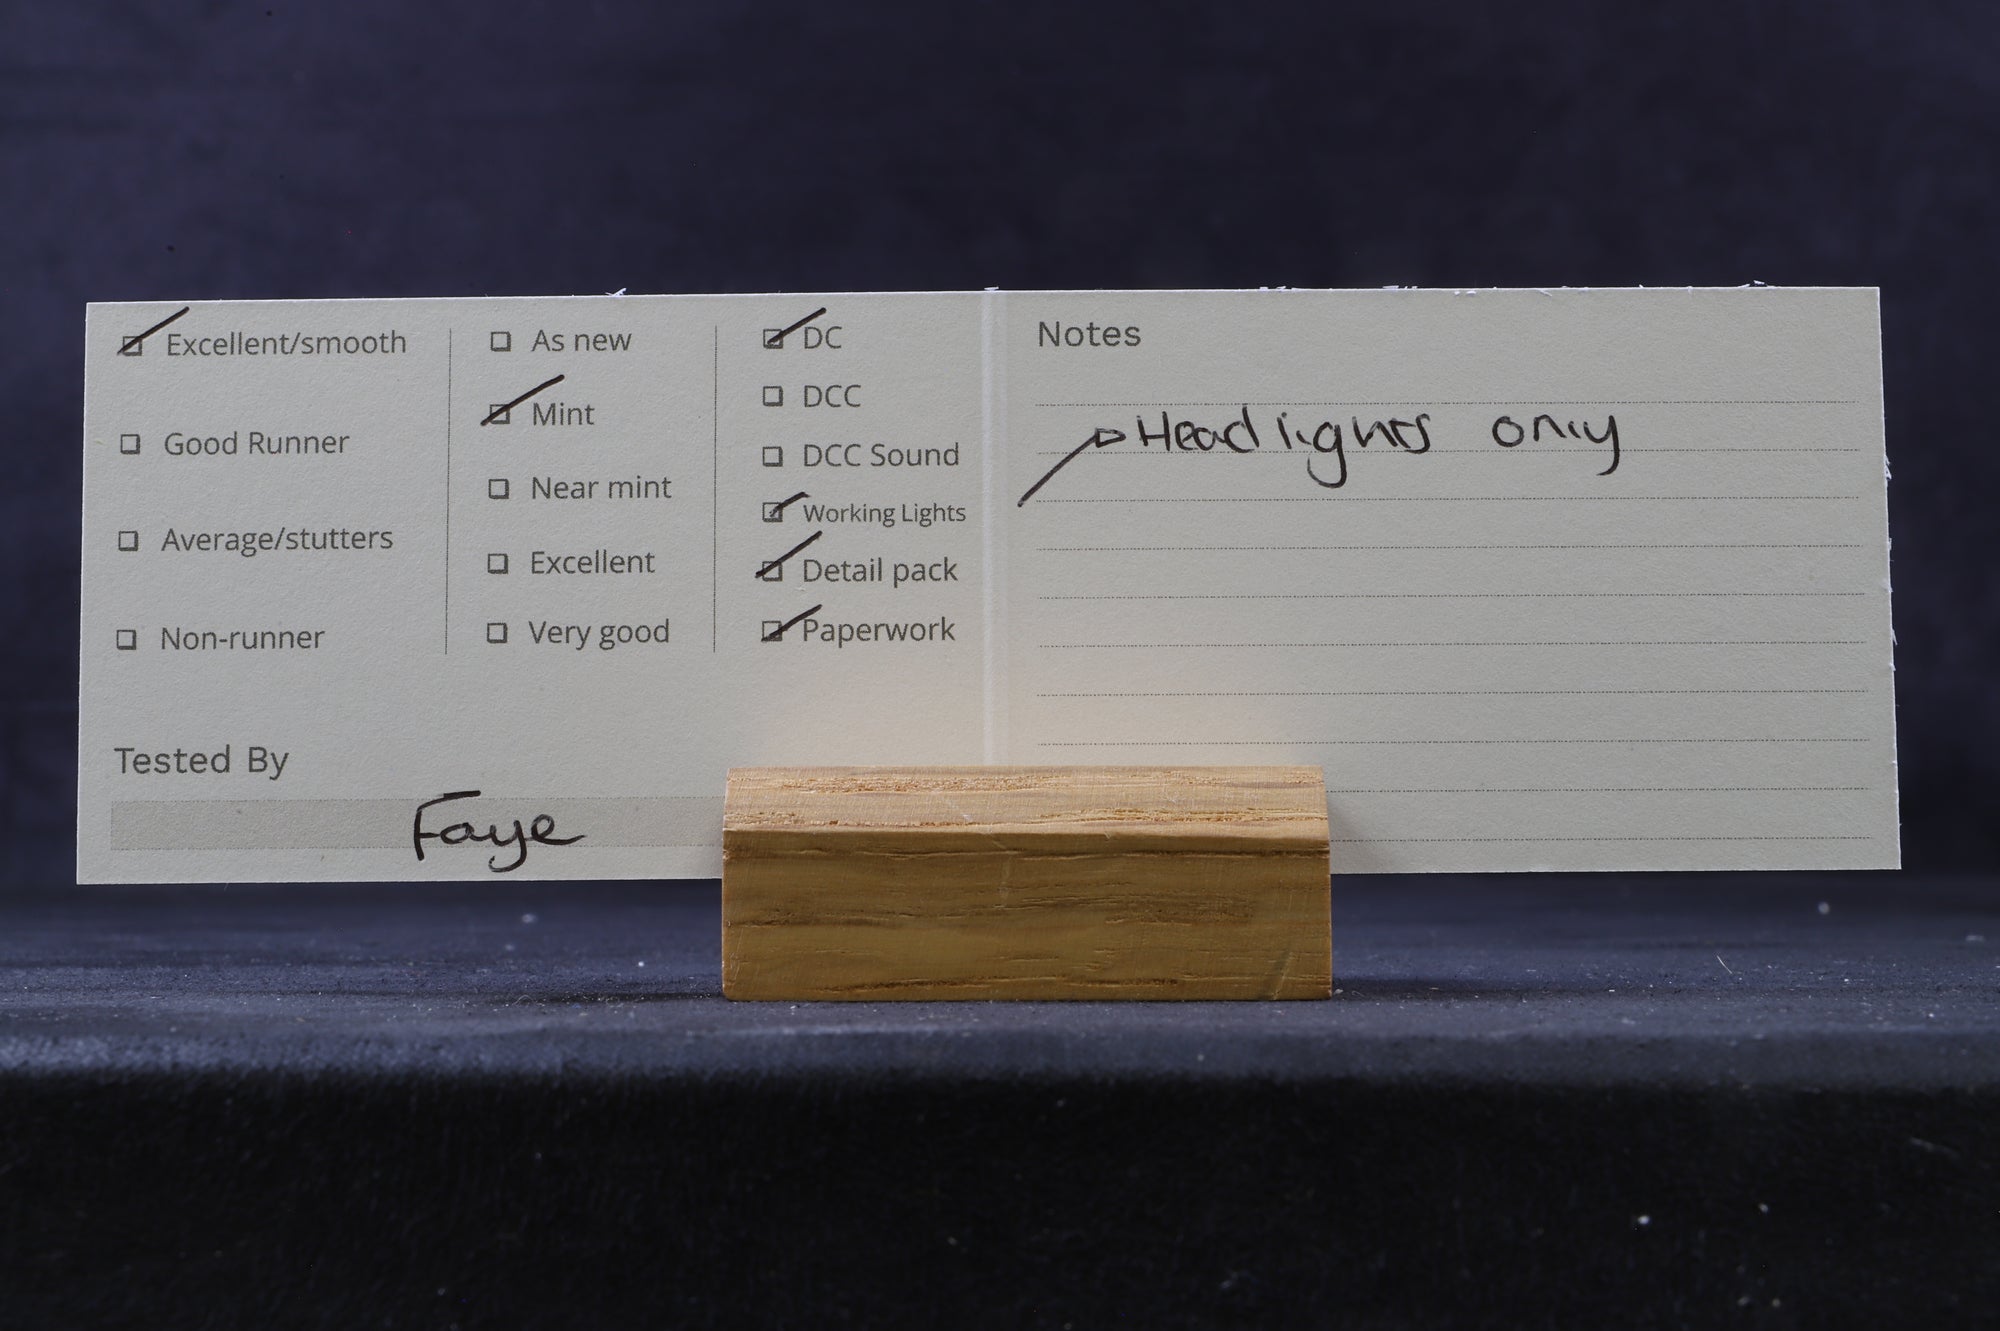 Excellent/smooth
Good Runner
Average/stutters
Non-runner
As new
Mint
Near mint
Excellent
Very good
DC
DCC
DCC Sound
Working Lights
Detail pack
Paperwork
Tested By
Faye
Notes
Headlights only